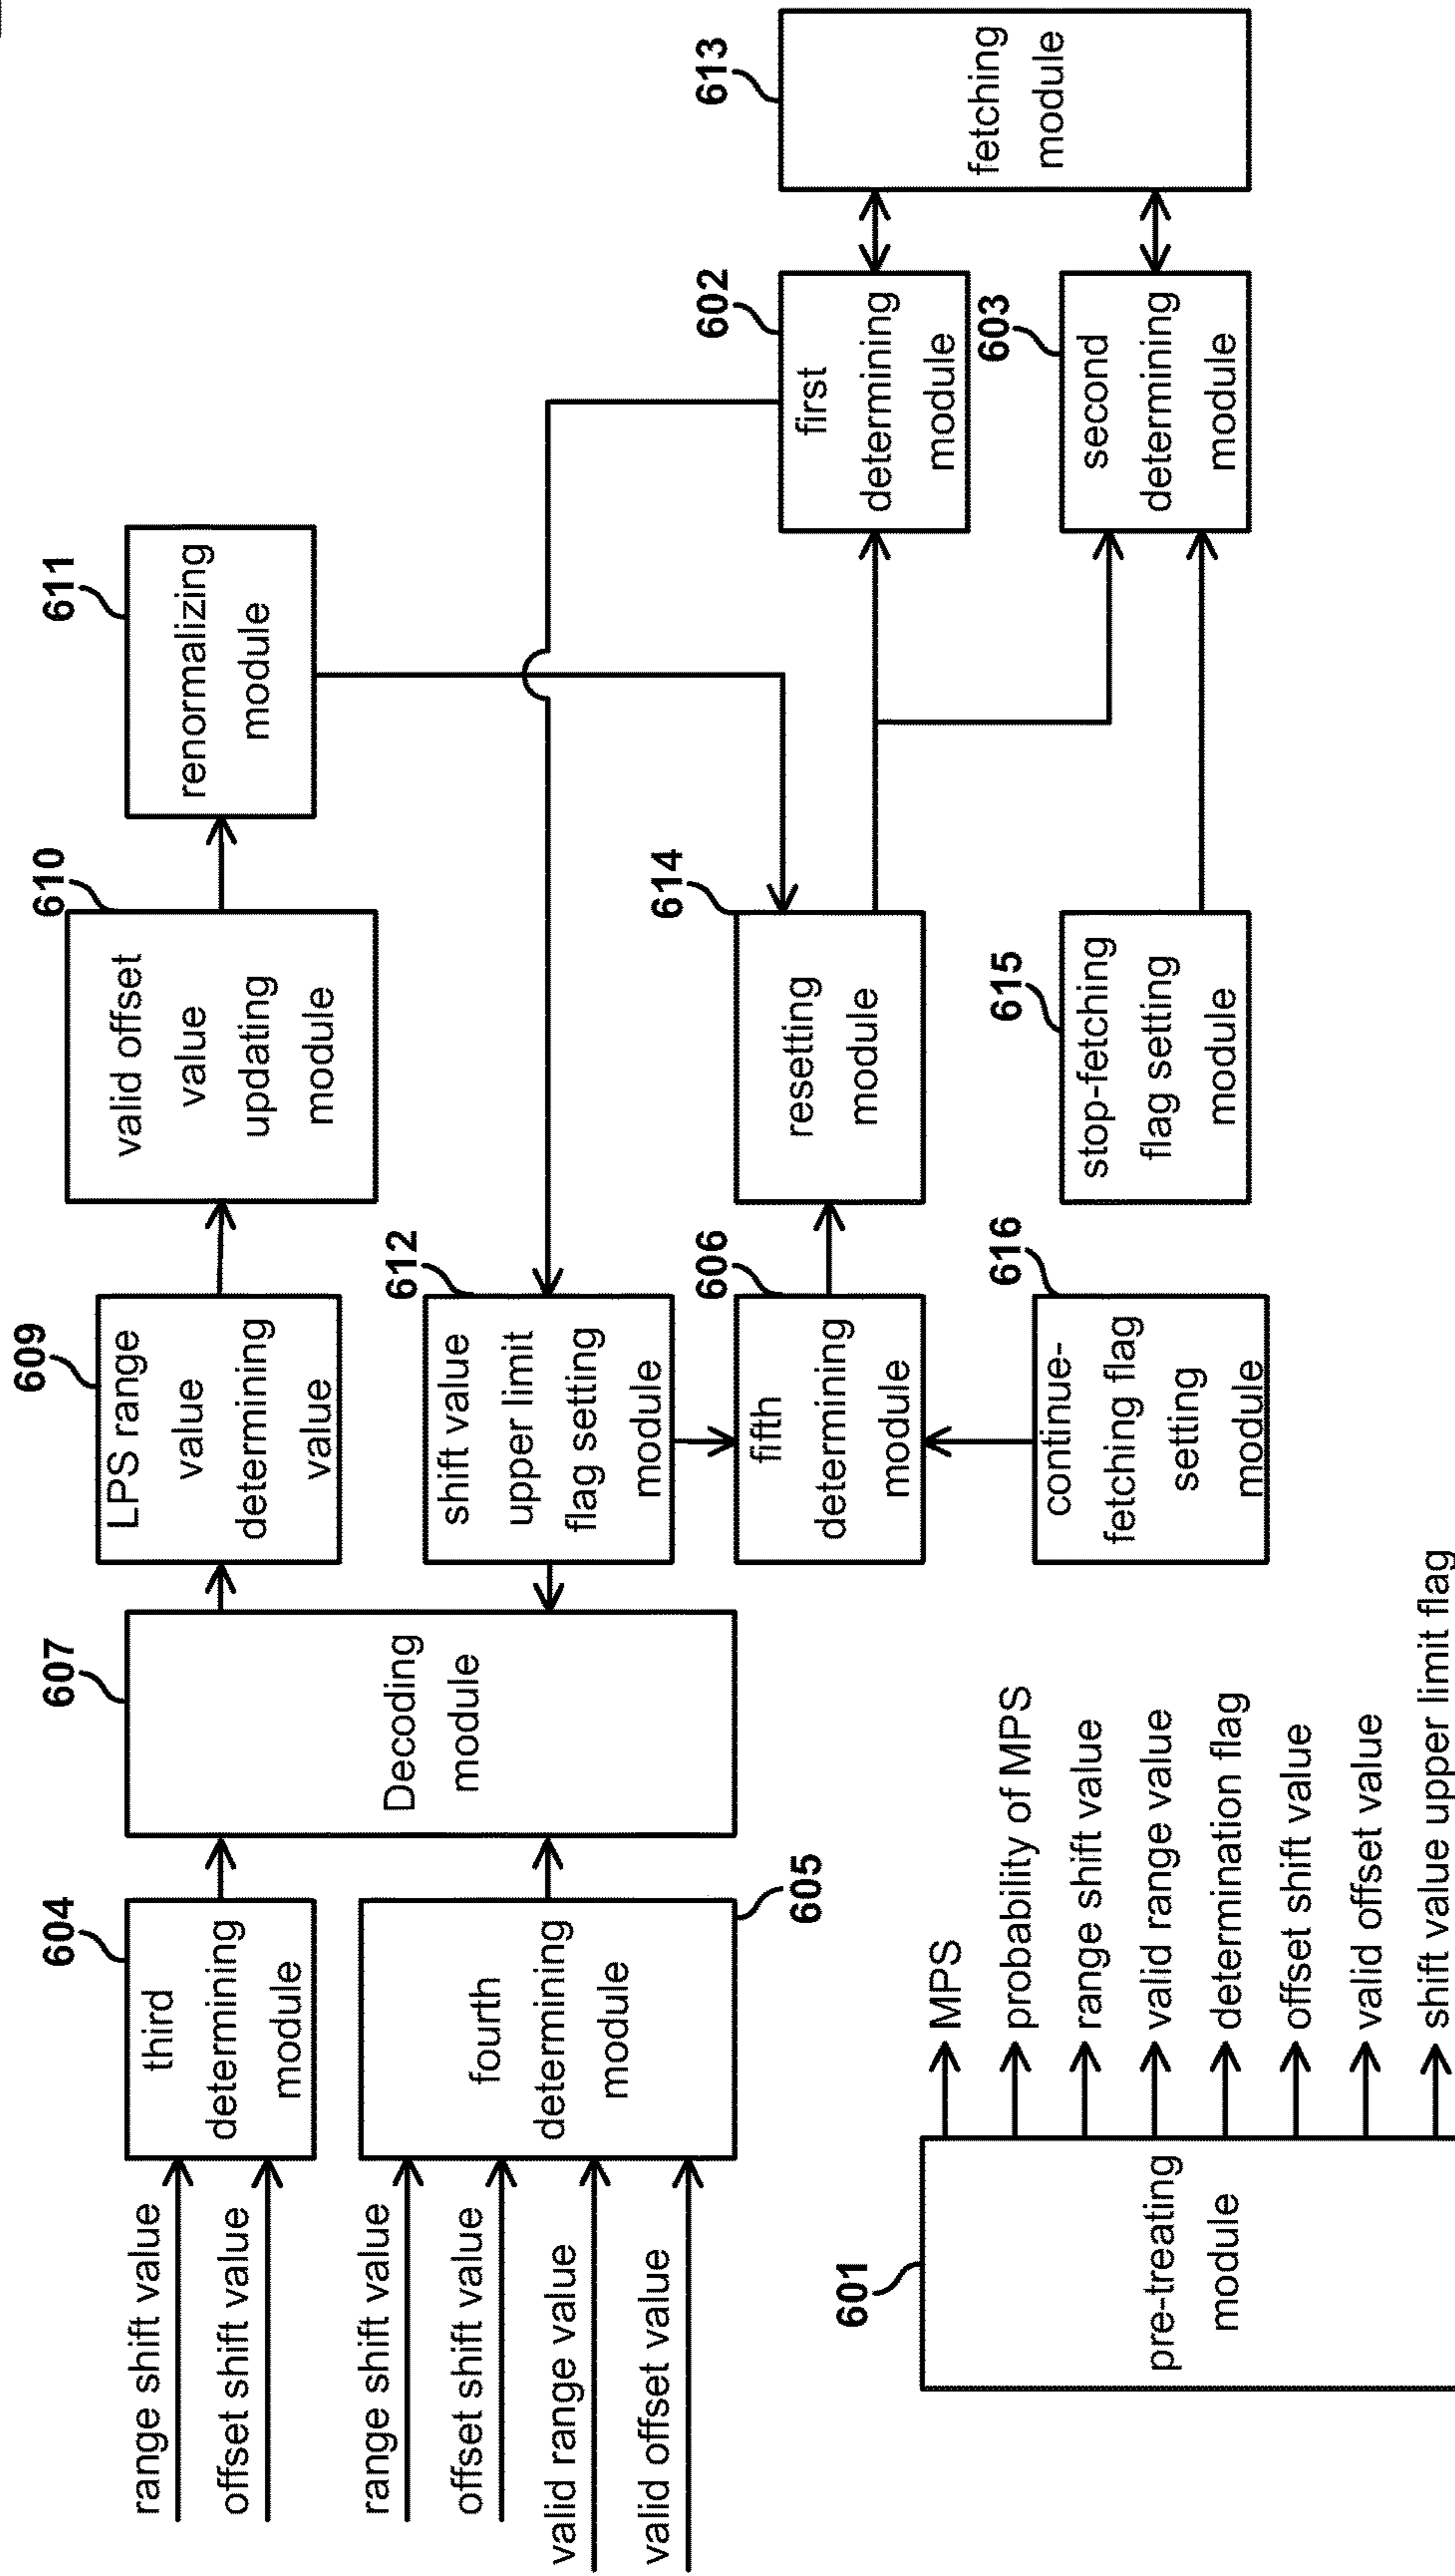 range shift value
offset shift value
604
third
determining
module
range shift value
offset shift value
valid range value
valid offset value
fourth
determining
module
605
607
Decoding
module
609
LPS range
value
determining
value
610
valid offset
value
updating
module
611
renormalizing
module
612
shift value
upper limit
flag setting
module
606
fifth
determining
module
616
continue-
fetching flag
setting
module
614
resetting
module
615
stop-fetching
flag setting
module
602
first
determining
module
603
second
determining
module
613
fetching
module
601
pre-treating
module
MPS
probability of MPS
range shift value
valid range value
determination flag
offset shift value
valid offset value
shift value upper limit flag